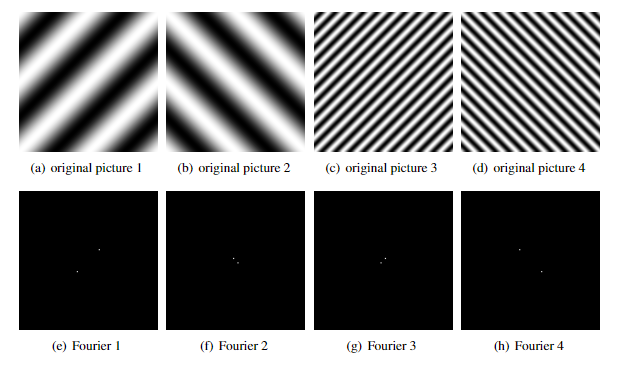 (a) original picture 1
(b) original picture 2
(c) original picture 3
(d) original picture 4
(e) Fourier 1
(f) Fourier 2
(g) Fourier 3
(h) Fourier 4